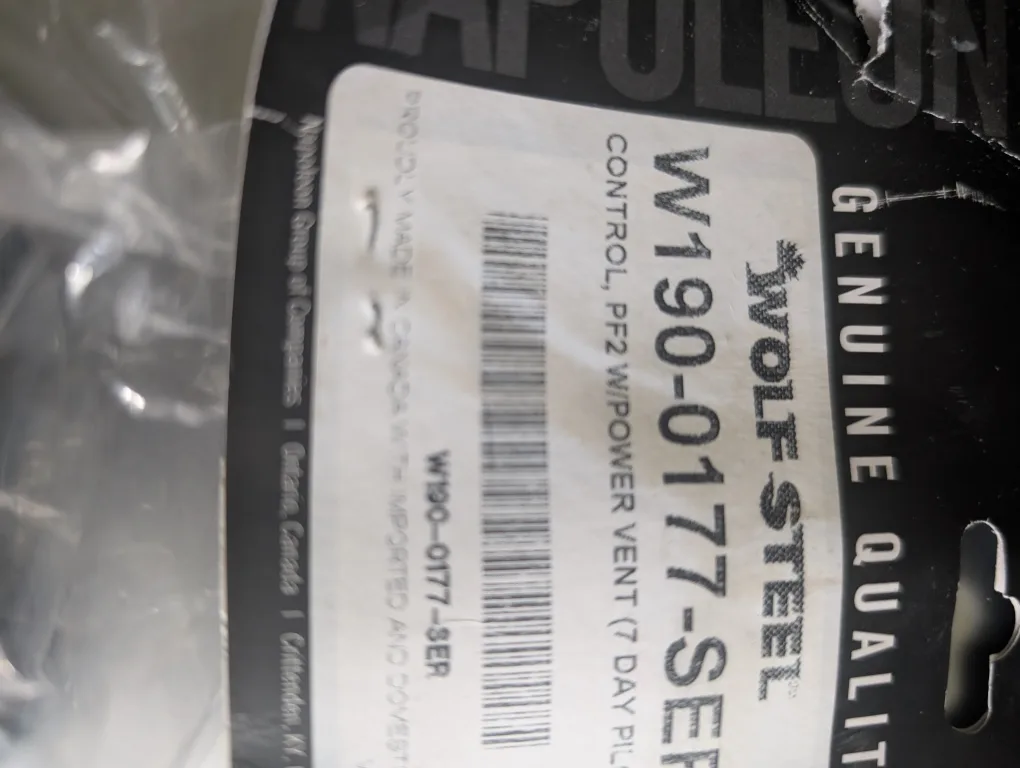 NAPOLEON
GENUINE QUALIT
WOLF STEEL
W190-0177-SER
CONTROL, PF2 W/POWER VENT (7 DAY PIL
W190-0177-SER
PROUDLY MADE IN CANADA WITH IMPORTED AND DOMEST
Napoleon Group of Companies | Ontario, Canada | Crittenden, KY,